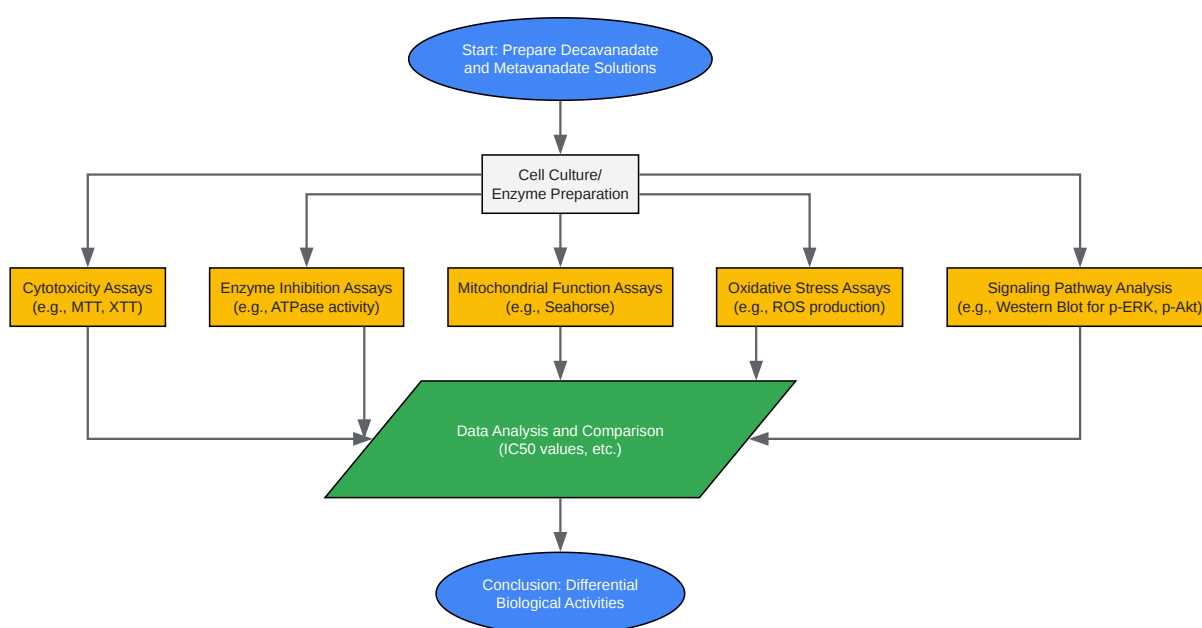 Start: Prepare Decavanadate
and Metavanadate Solutions
Cell Culture/
Enzyme Preparation
Cytotoxicity Assays
(e.g., MTT, XTT)
Enzyme Inhibition Assays
(e.g., ATPase activity)
Mitochondrial Function Assays
(e.g., Seahorse)
Oxidative Stress Assays
(e.g., ROS production)
Signaling Pathway Analysis
(e.g., Western Blot for p-ERK, p-Akt)
Data Analysis and Comparison
(IC50 values, etc.)
Conclusion: Differential
Biological Activities